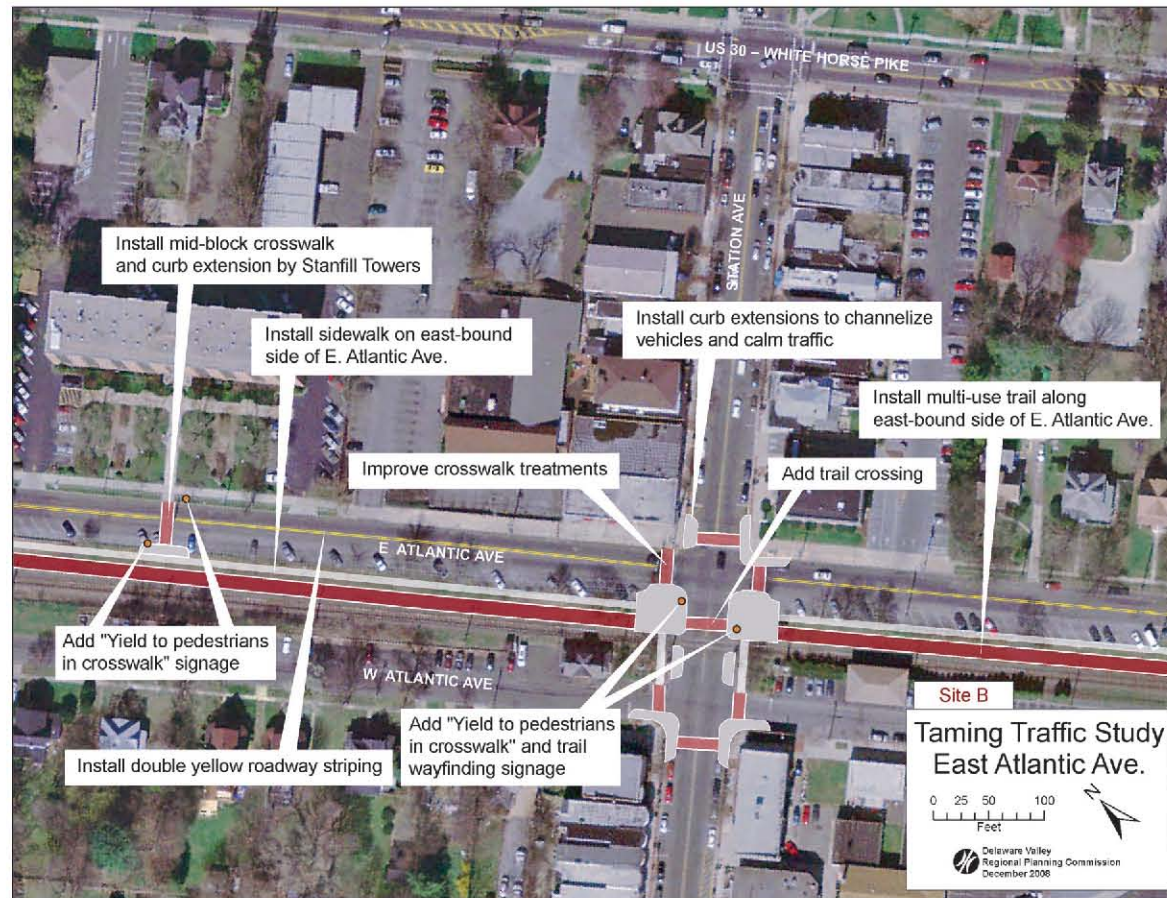 US 30 – WHITE HORSE PIKE
STATION AVE
Install mid-block crosswalk
and curb extension by Stanfill Towers
Install sidewalk on east-bound
side of E. Atlantic Ave.
Install curb extensions to channelize
vehicles and calm traffic
Install multi-use trail along
east-bound side of E. Atlantic Ave.
Improve crosswalk treatments
Add trail crossing
E ATLANTIC AVE
Add "Yield to pedestrians
in crosswalk" signage
W ATLANTIC AVE
Add "Yield to pedestrians
in crosswalk" and trail
wayfinding signage
Install double yellow roadway striping
Site B
Taming Traffic Study
East Atlantic Ave.
0 25 50 100
Feet
N
Delaware Valley
Regional Planning Commission
December 2008